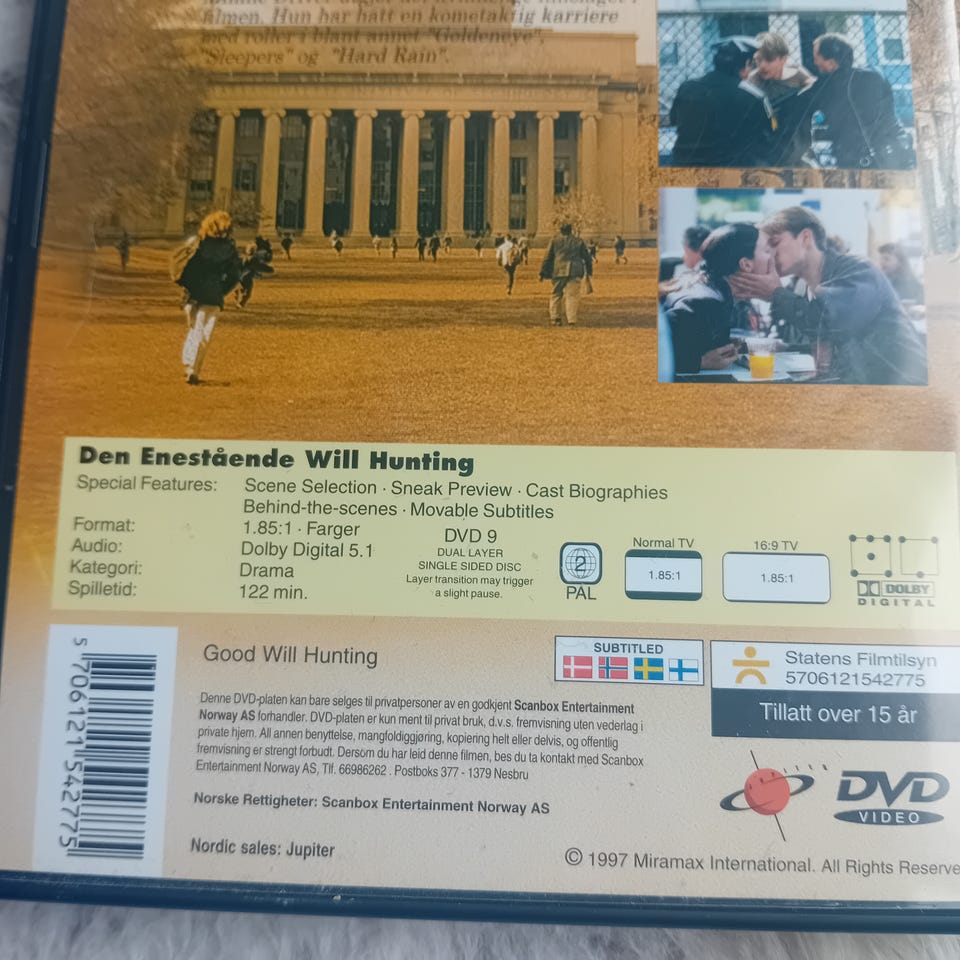 filmen. Hun har hatt en kometaktig karriere
med roller i blant annet "Goldeneye",
"Sleepers" og "Hard Rain".
Den Enestående Will Hunting
Special Features: Scene Selection · Sneak Preview · Cast Biographies
Behind-the-scenes · Movable Subtitles
Format: 1.85:1 · Farger
Audio: Dolby Digital 5.1
Kategori: Drama
Spilletid: 122 min.
DVD 9
DUAL LAYER
SINGLE SIDED DISC
Layer transition may trigger
a slight pause.
2
PAL
Normal TV
1.85:1
16:9 TV
1.85:1
DOLBY
DIGITAL
5 706121 542775
Good Will Hunting
SUBTITLED
Statens Filmtilsyn
5706121542775
Tillatt over 15 år
Denne DVD-platen kan bare selges til privatpersoner av en godkjent Scanbox Entertainment
Norway AS forhandler. DVD-platen er kun ment til privat bruk, d.v.s. fremvisning uten vederlag i
private hjem. All annen benyttelse, mangfoldiggjøring, kopiering helt eller delvis, og offentlig
fremvisning er strengt forbudt. Dersom du har leid denne filmen, bes du ta kontakt med Scanbox
Entertainment Norway AS, Tlf. 66986262 . Postboks 377 - 1379 Nesbru
Norske Rettigheter: Scanbox Entertainment Norway AS
DVD
VIDEO
Nordic sales: Jupiter
© 1997 Miramax International. All Rights Reserve